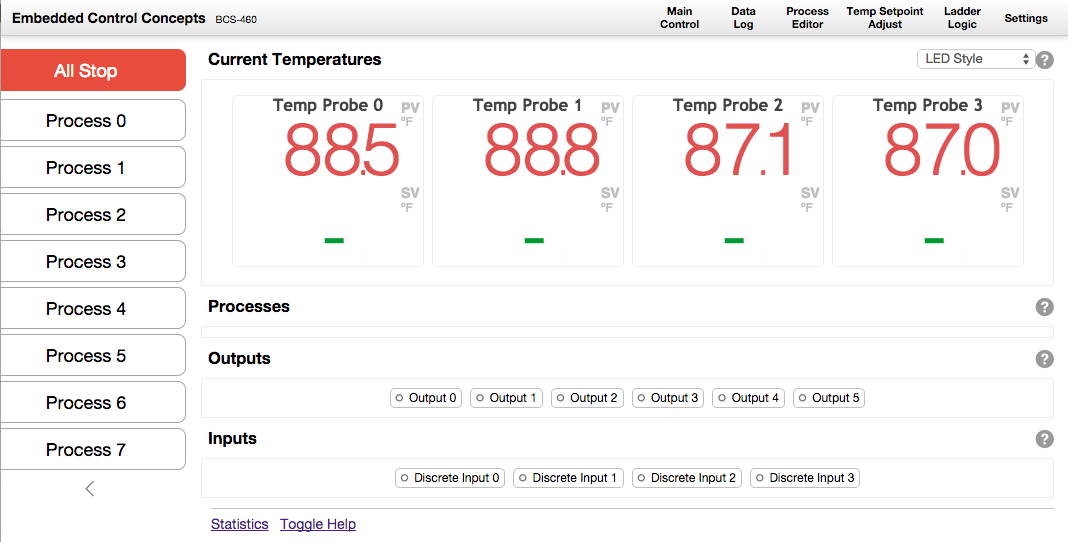 Embedded Control Concepts BCS-460
Main Control
Data Log
Process Editor
Temp Setpoint Adjust
Ladder Logic
Settings
All Stop
Process 0
Process 1
Process 2
Process 3
Process 4
Process 5
Process 6
Process 7
Current Temperatures
LED Style
?
Temp Probe 0 PV
°F
88.5
SV
°F
-
Temp Probe 1 PV
°F
88.8
SV
°F
-
Temp Probe 2 PV
°F
87.1
SV
°F
-
Temp Probe 3 PV
°F
87.0
SV
°F
-
Processes ?
Outputs ?
Output 0 Output 1 Output 2 Output 3 Output 4 Output 5
Inputs ?
Discrete Input 0 Discrete Input 1 Discrete Input 2 Discrete Input 3
Statistics Toggle Help